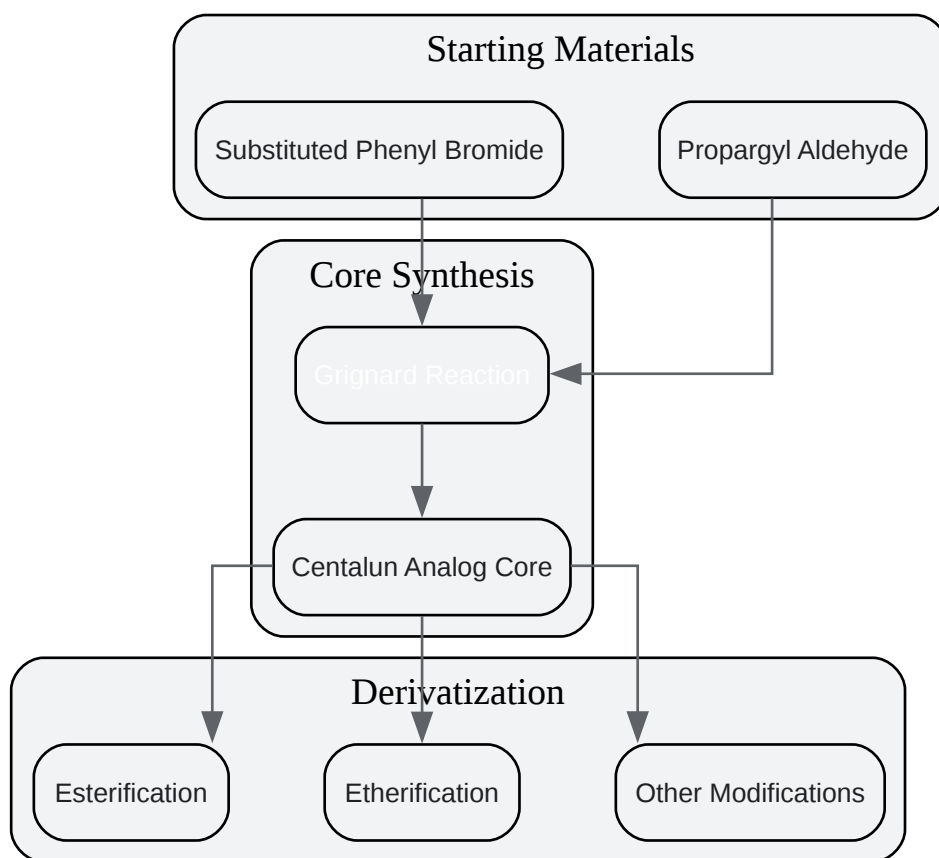 Starting Materials
Substituted Phenyl Bromide
Propargyl Aldehyde
Core Synthesis
Grignard Reaction
Centalun Analog Core
Derivatization
Esterification
Etherification
Other Modifications